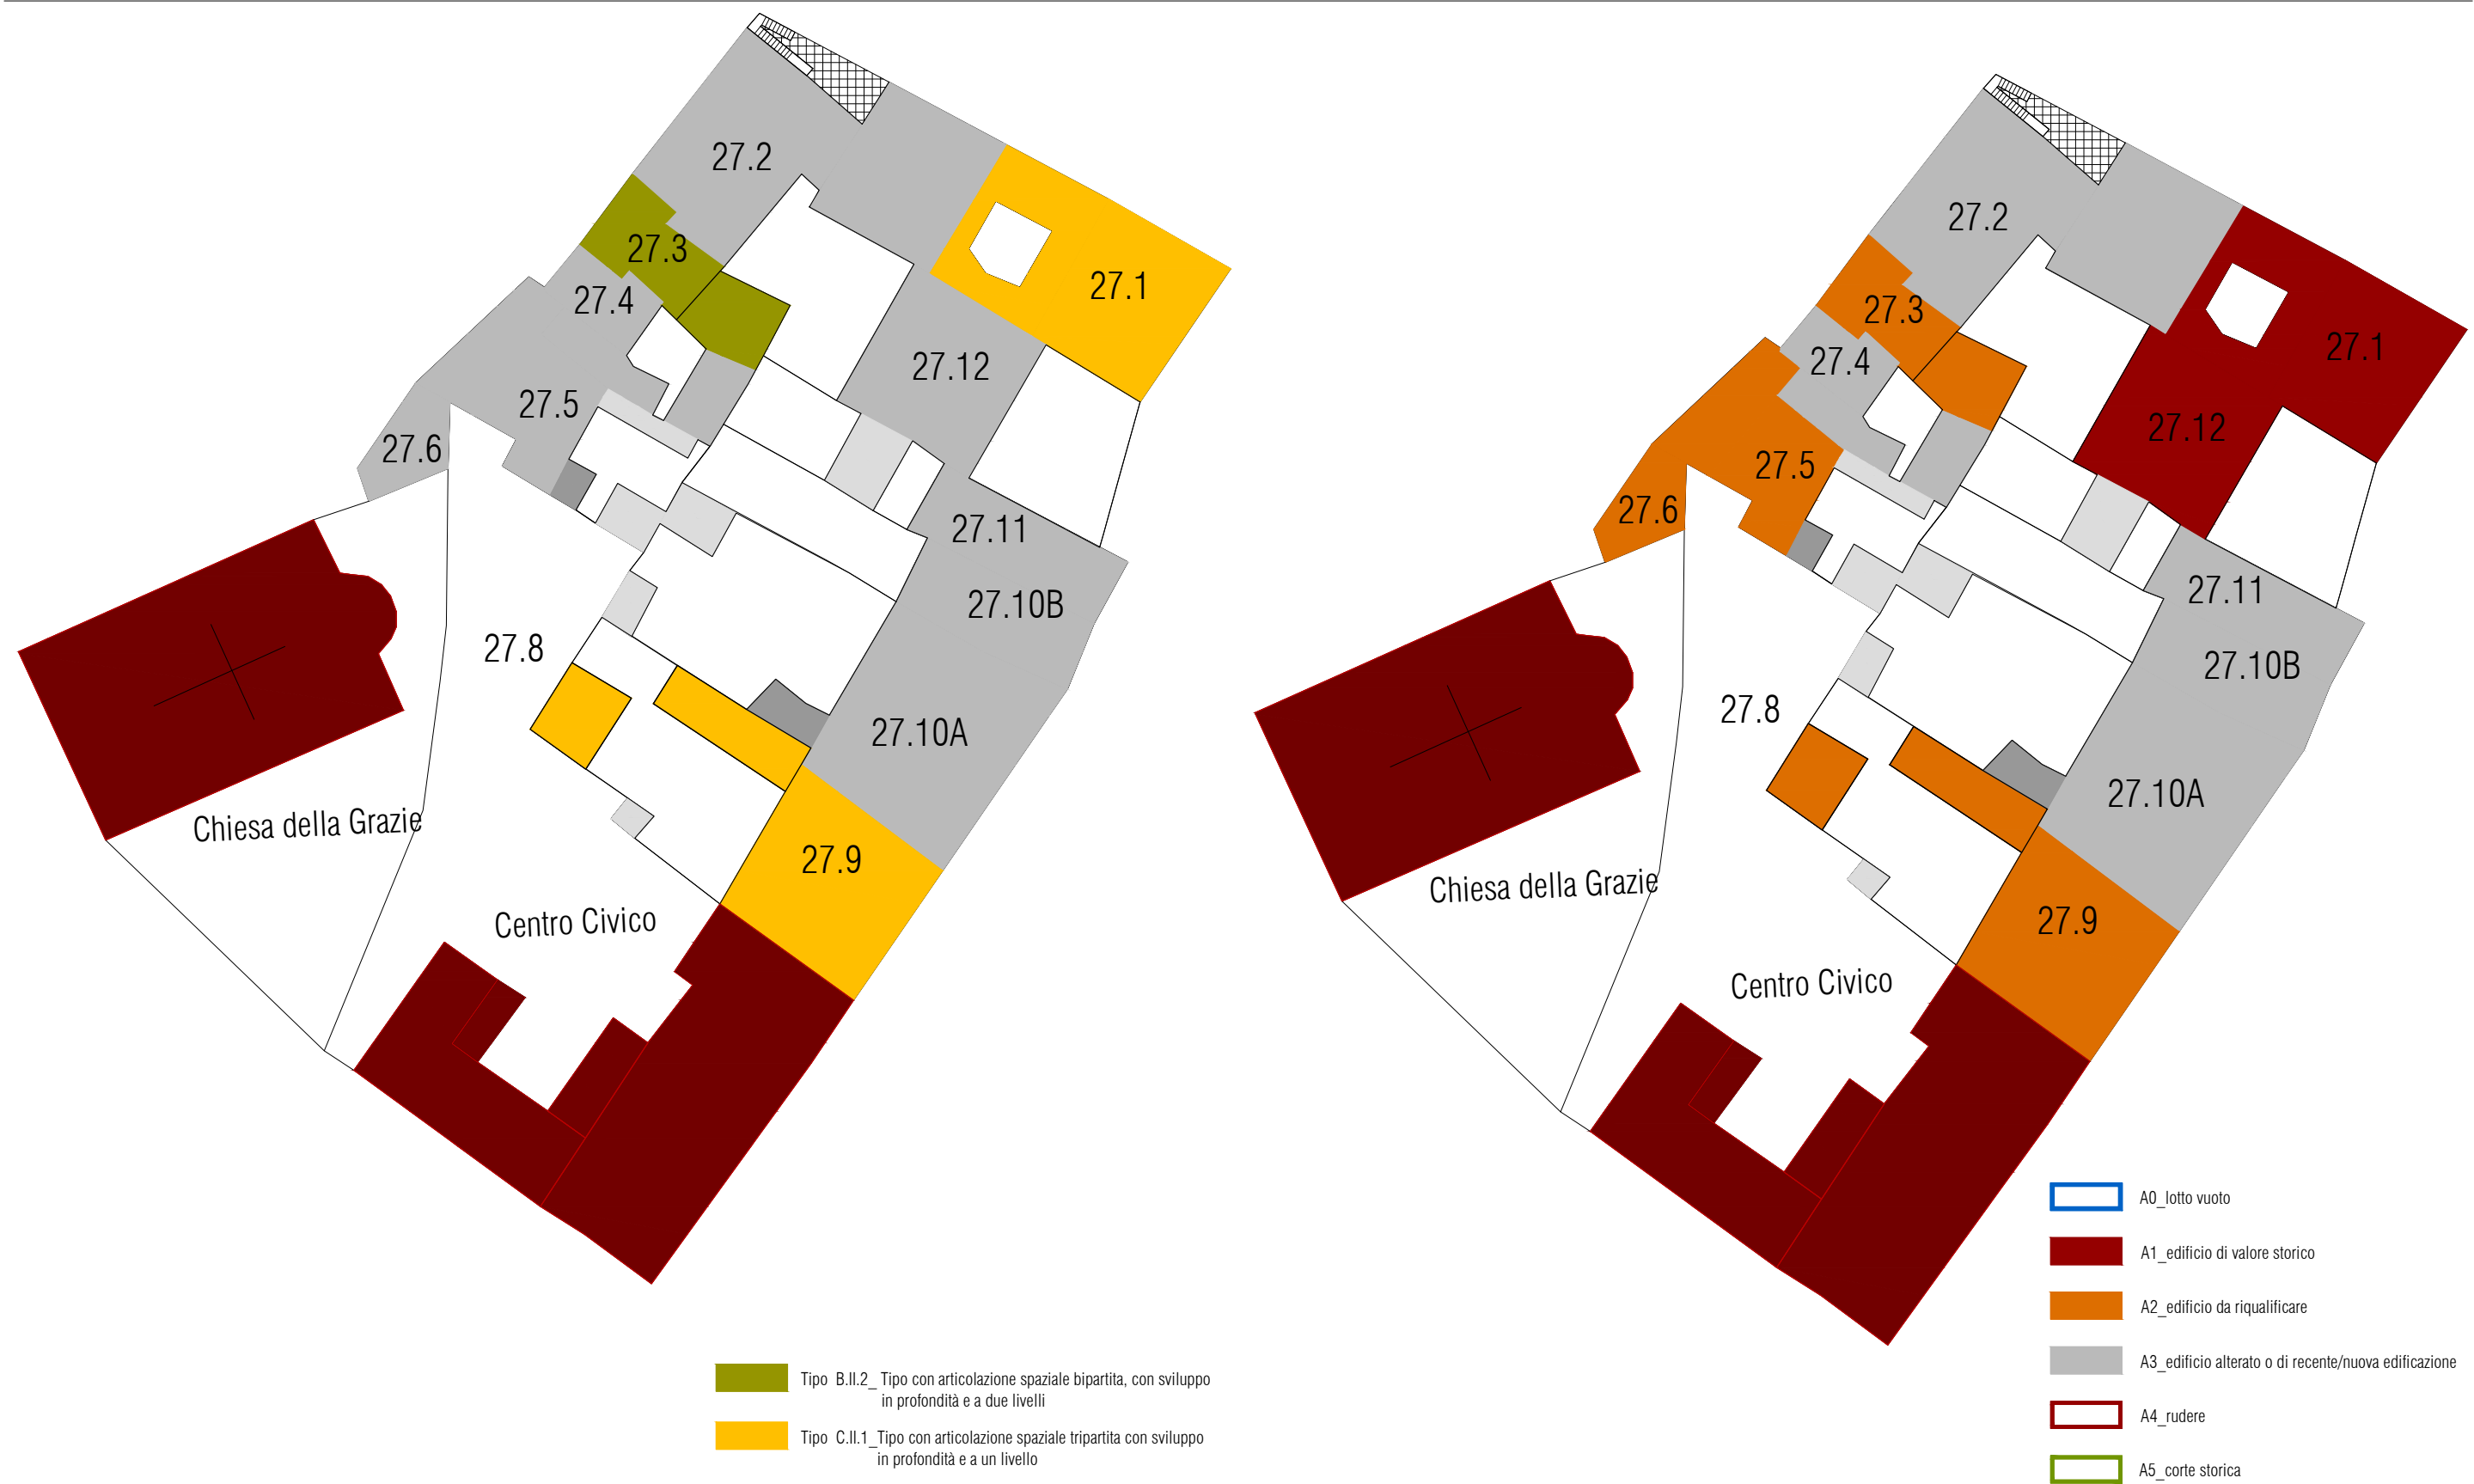 27.2
27.3
27.1
27.4
27.12
27.5
27.6
27.11
27.10B
27.8
27.10A
Chiesa della Grazie
27.9
Centro Civico
Tipo B.II.2_ Tipo con articolazione spaziale bipartita, con sviluppo
in profondità e a due livelli
Tipo C.II.1_Tipo con articolazione spaziale tripartita con sviluppo
in profondità e a un livello
27.2
27.3
27.1
27.4
27.12
27.5
27.6
27.11
27.10B
27.8
27.10A
Chiesa della Grazie
27.9
Centro Civico
A0_lotto vuoto
A1_edificio di valore storico
A2_edificio da riqualificare
A3_edificio alterato o di recente/nuova edificazione
A4_rudere
A5_corte storica